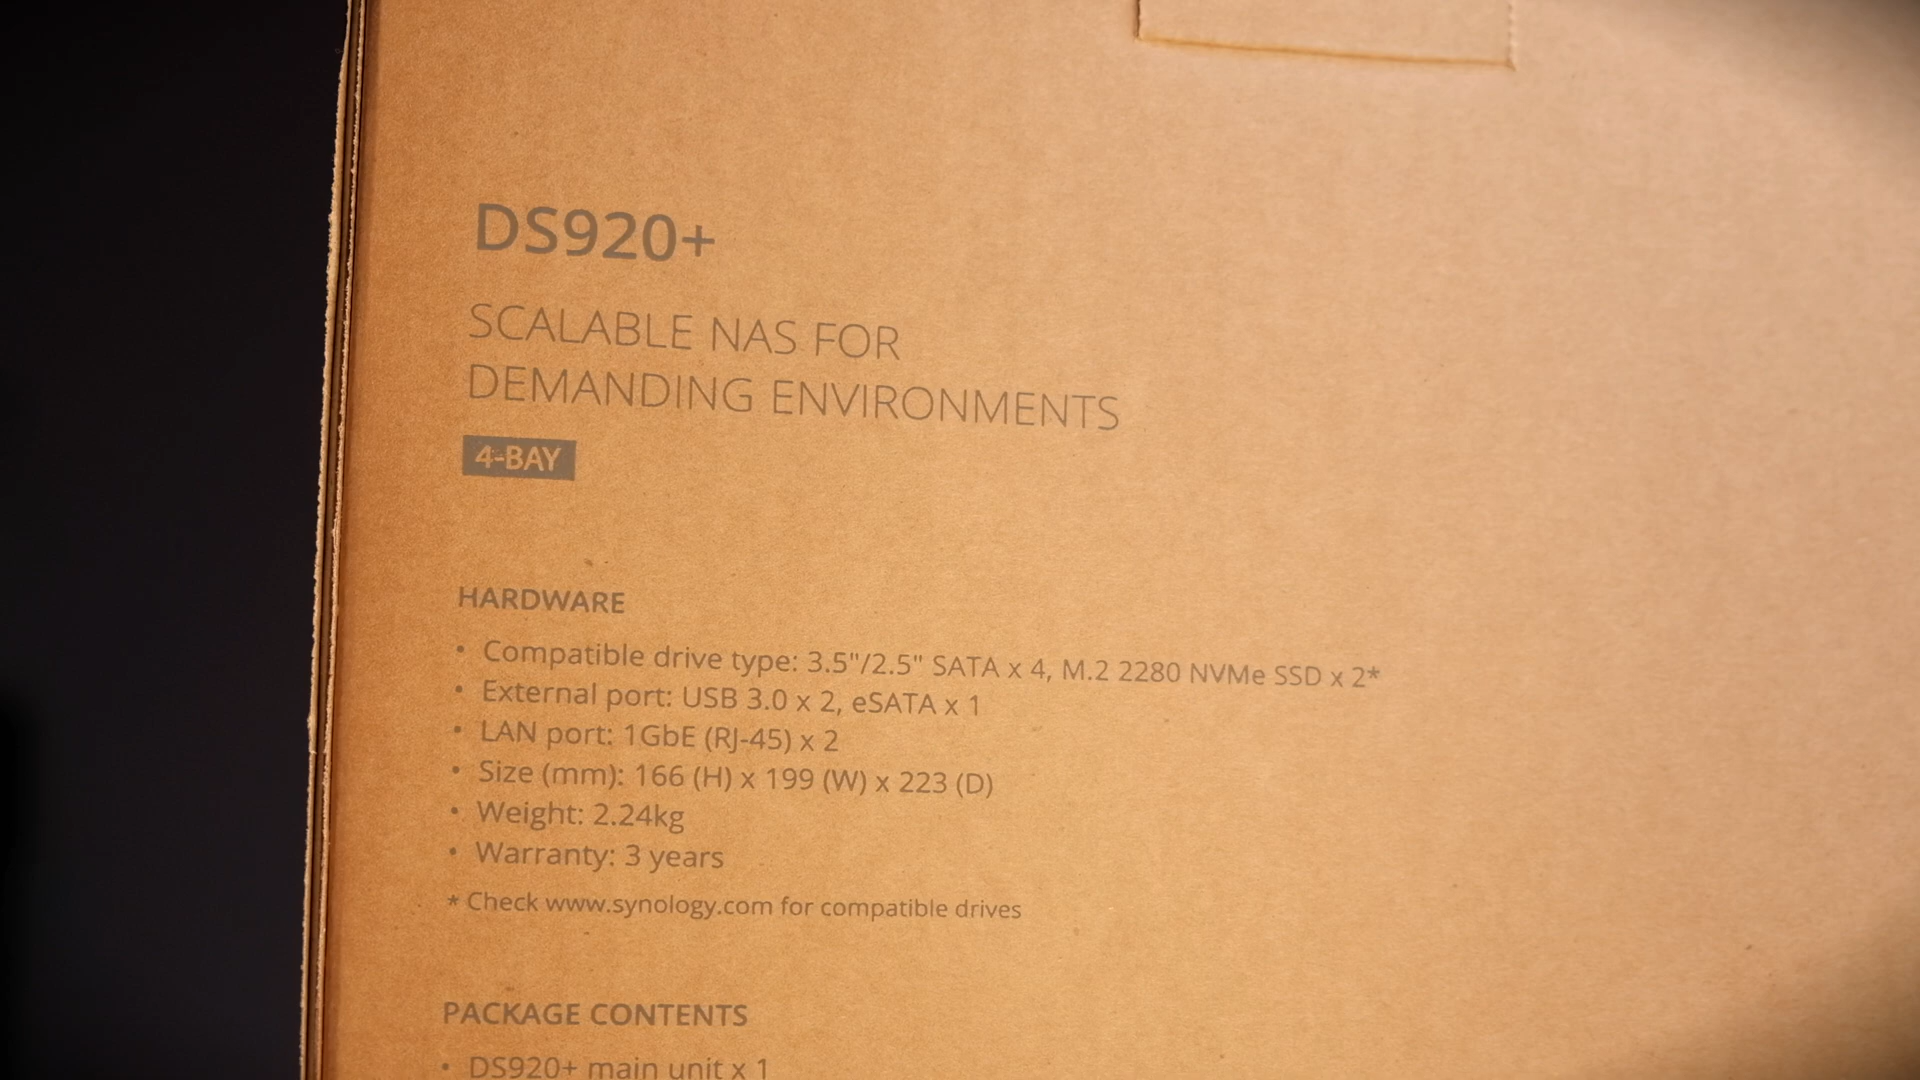 DS920+
SCALABLE NAS FOR
DEMANDING ENVIRONMENTS
4-BAY
HARDWARE
• Compatible drive type: 3.5"/2.5" SATA x 4, M.2 2280 NVMe SSD x 2*
• External port: USB 3.0 x 2, eSATA x 1
• LAN port: 1GbE (RJ-45) x 2
• Size (mm): 166 (H) x 199 (W) x 223 (D)
• Weight: 2.24kg
• Warranty: 3 years
* Check www.synology.com for compatible drives
PACKAGE CONTENTS
• DS920+ main unit x 1